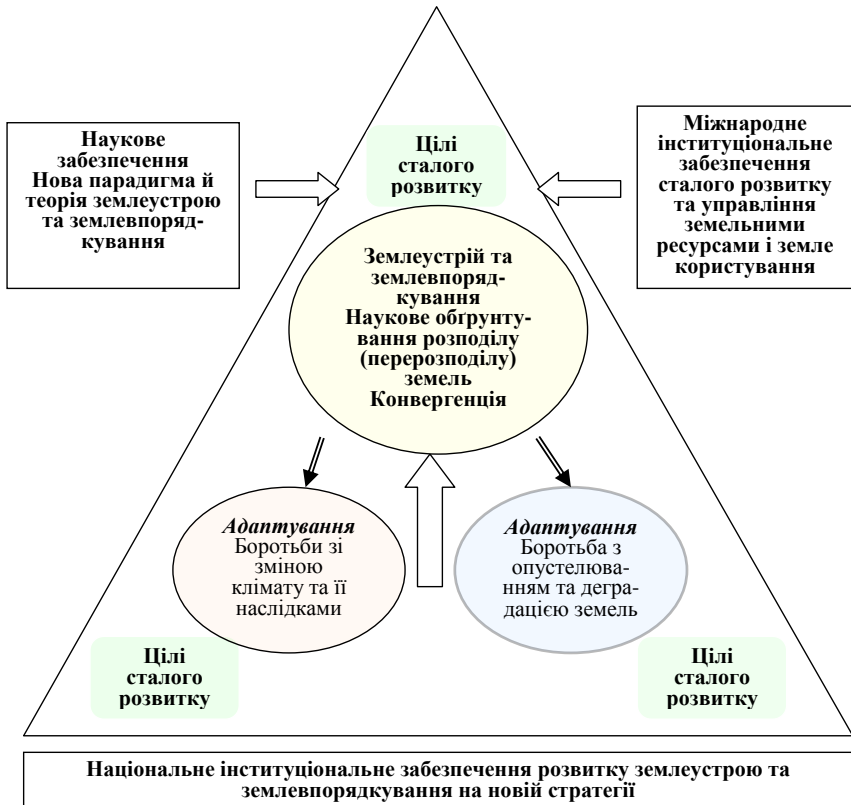 Цілі
сталого
розвитку
Наукове
забезпечення
Нова парадигма й
теорія землеустрою
та землевпоряд-
кування
Міжнародне
інституціональне
забезпечення
сталого розвитку
та управління
земельними
ресурсами і земле
користування
Землеустрій та
землевпоряд-
кування
Наукове обґрунту-
вання розподілу
(перерозподілу)
земель
Конвергенція
Адаптування
Боротьби зі
зміною
клімату та її
наслідками
Адаптування
Боротьба з
опустелюва-
нням та дегра-
дацією земель
Цілі
сталого
розвитку
Цілі
сталого
розвитку
Національне інституціональне забезпечення розвитку землеустрою та
землевпорядкування на новій стратегії